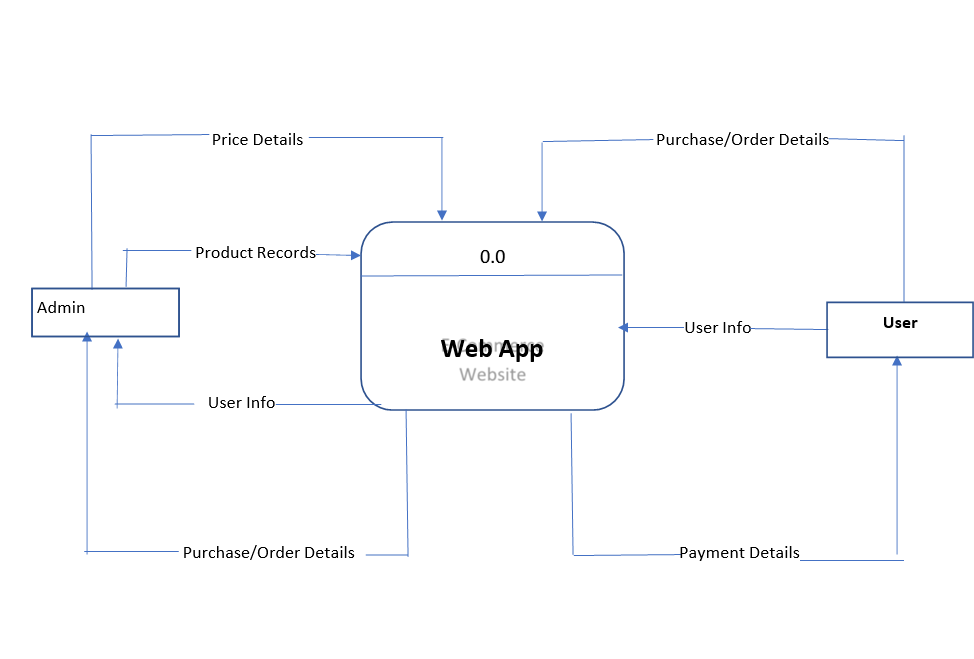 Price Details
Purchase/Order Details
Product Records
0.0
Admin
User
User Info
Web App
E-Commerce
Website
User Info
Purchase/Order Details
Payment Details